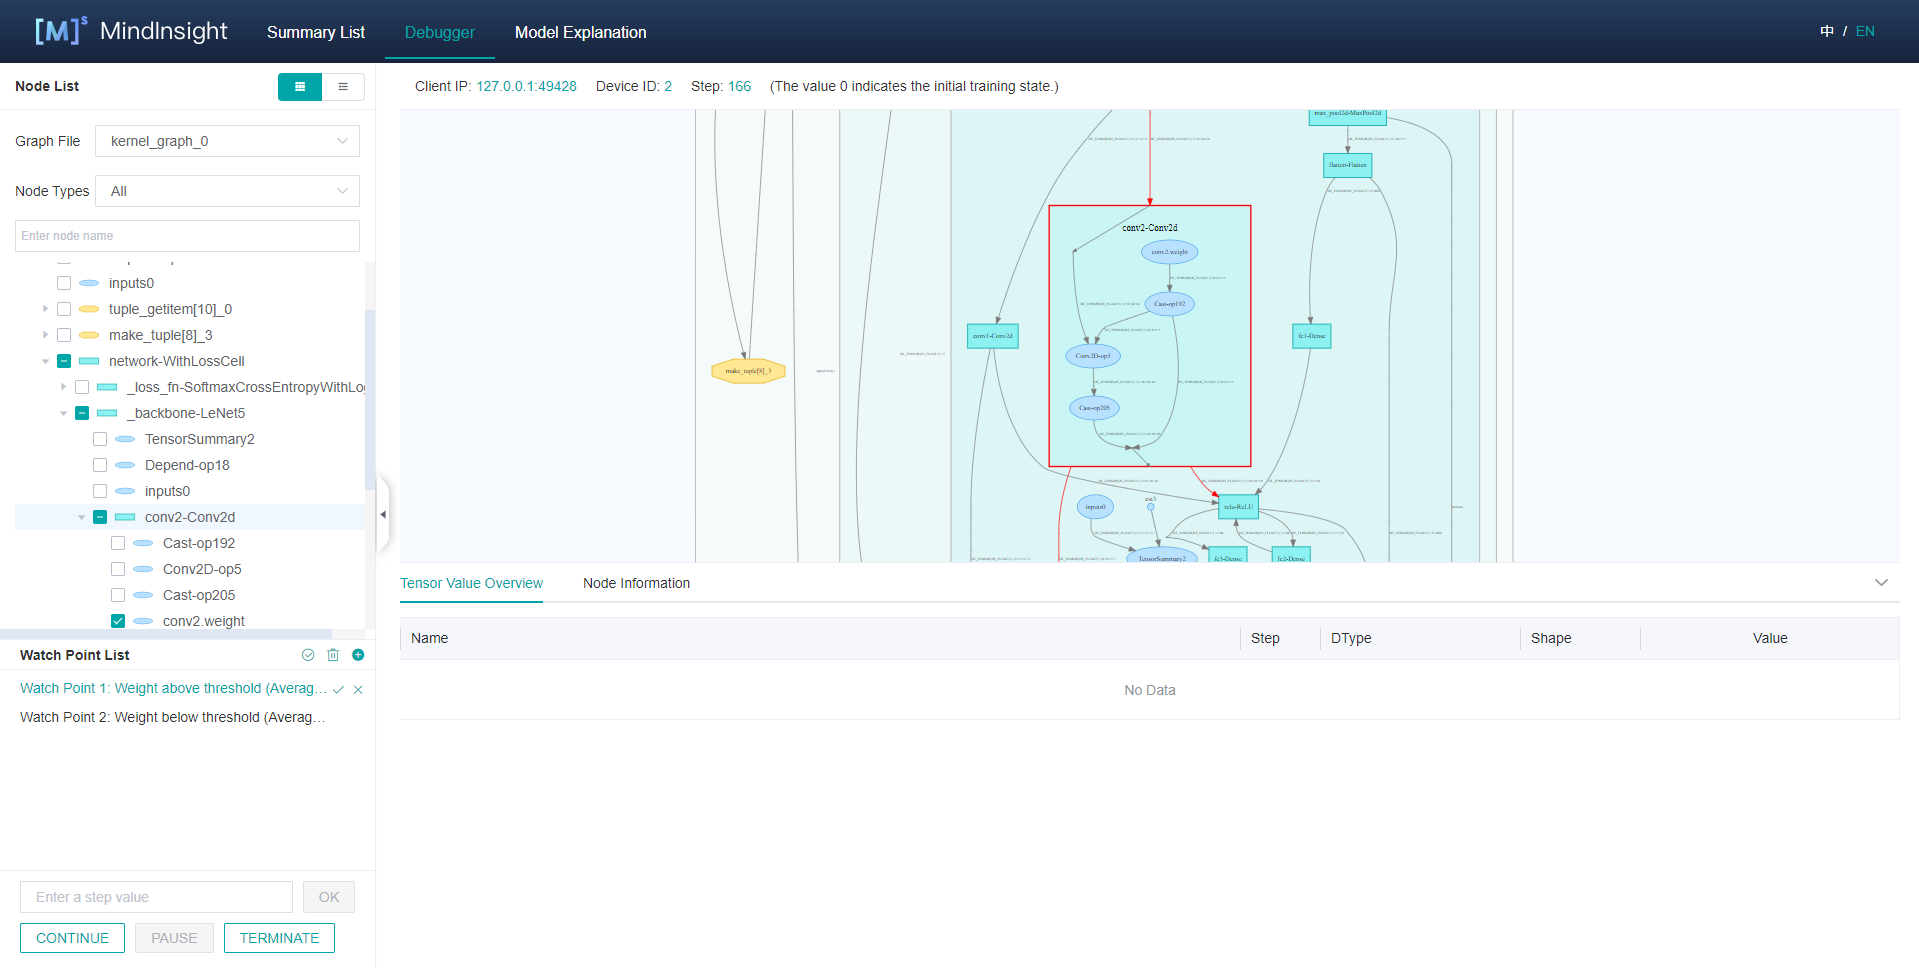 [M]s MindInsight Summary List Debugger Model Explanation 中 / EN
Node List
Client IP: 127.0.0.1:49428 Device ID: 2 Step: 166 (The value 0 indicates the initial training state.)
Graph File kernel_graph_0
Node Types All
Enter node name
inputs0
tuple_getitem[10]_0
make_tuple[8]_3
network-WithLossCell
_loss_fn-SoftmaxCrossEntropyWithLo
_backbone-LeNet5
TensorSummary2
Depend-op18
inputs0
conv2-Conv2d
Cast-op192
Conv2D-op5
Cast-op205
conv2.weight
max_pool2d-MaxPool2d
flatten-Flatten
conv2-Conv2d
conv2.weight
Cast-op192
conv1-Conv2d
fc1-Dense
Conv2D-op5
make_tuple[8]_3
Cast-op205
inputs0
ext3
relu-ReLU
TensorSummary2
fc3-Dense
fc2-Dense
Tensor Value Overview Node Information
Name Step DType Shape Value
No Data
Watch Point List
Watch Point 1: Weight above threshold (Averag...
Watch Point 2: Weight below threshold (Averag...
Enter a step value OK
CONTINUE PAUSE TERMINATE